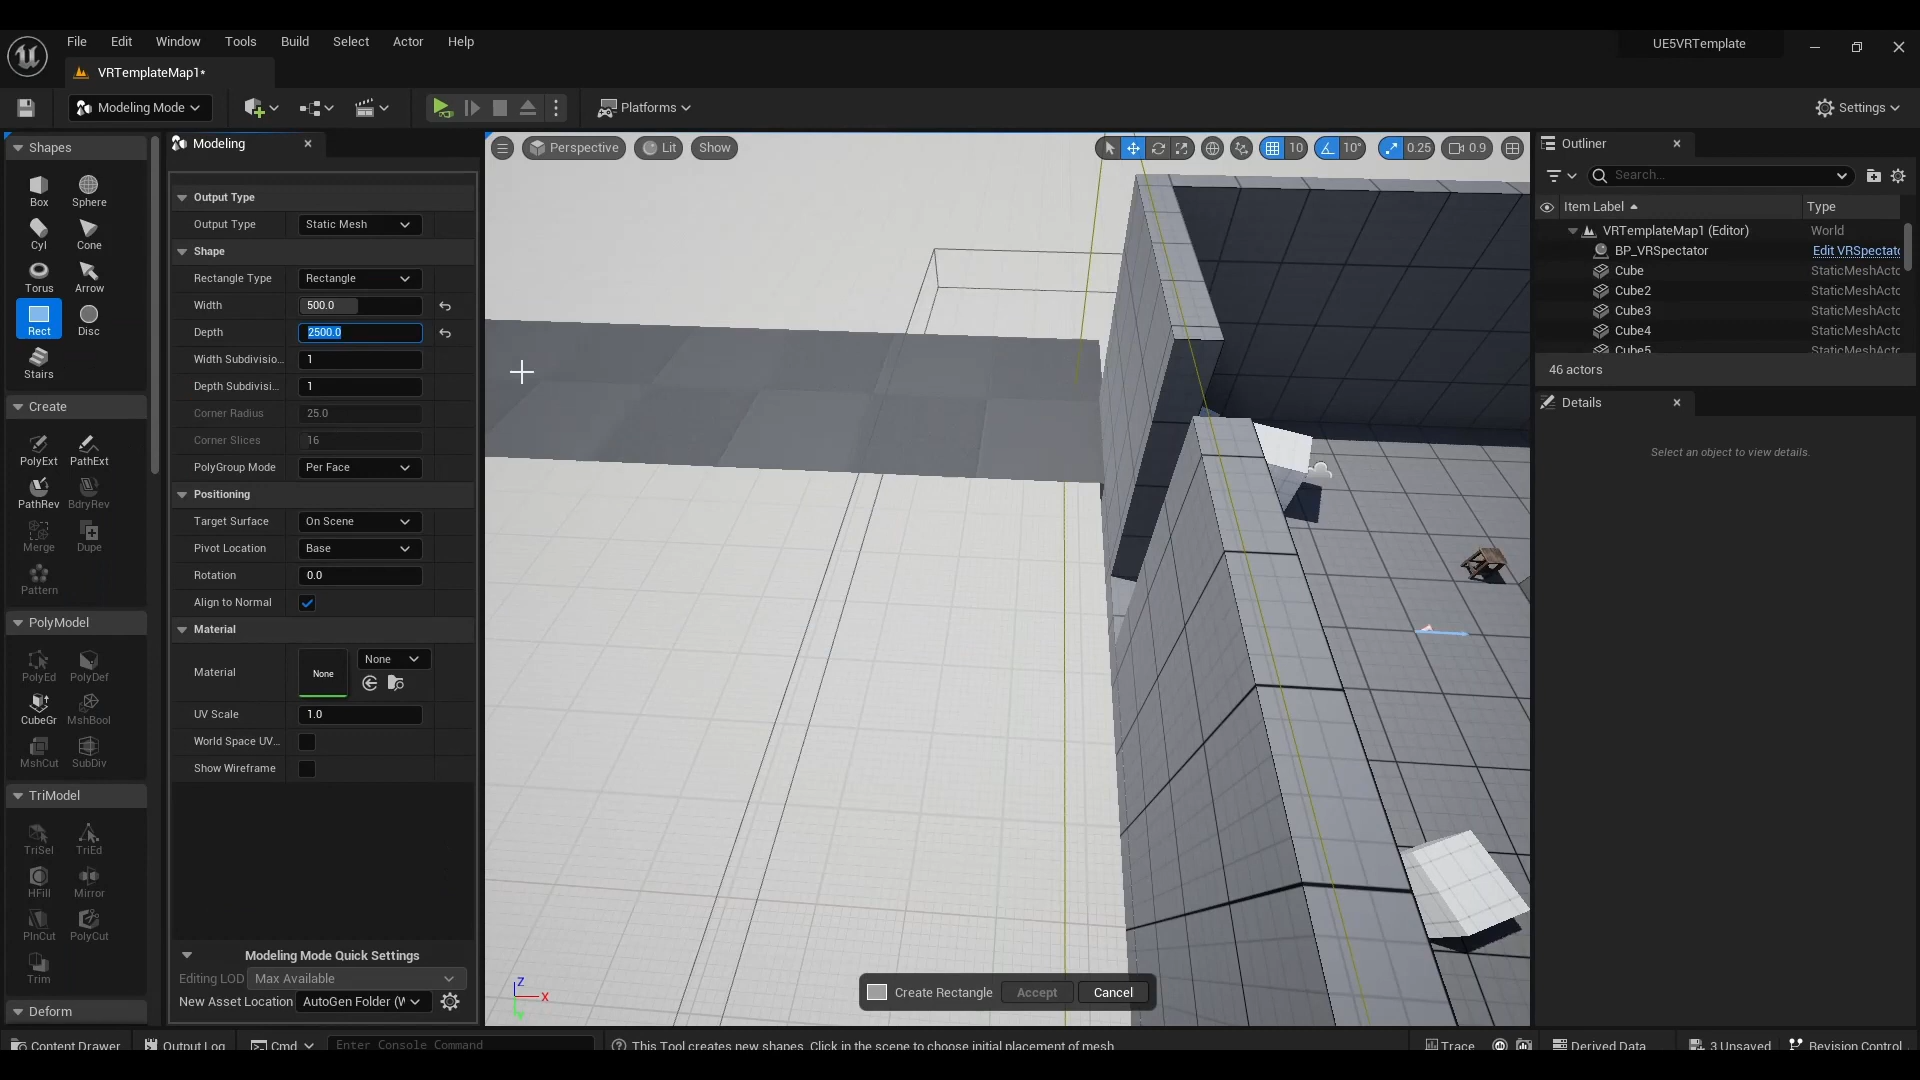 File Edit Window Tools Build Select Actor Help
UE5VRTemplate
VRTemplateMap1*
Modeling Mode
Platforms
Settings
Shapes
Box Sphere
Cyl Cone
Torus Arrow
Rect Disc
Stairs
Create
PolyExt PathExt
PathRev BdryRev
Merge Dupe
Pattern
PolyModel
PolyEd PolyDef
CubeGr MshBool
MshCut SubDiv
TriModel
TriSel TriEd
HFill Mirror
PlnCut PolyCut
Trim
Deform
Modeling
Output Type
Output Type Static Mesh
Shape
Rectangle Type Rectangle
Width 500.0
Depth 2500.0
Width Subdivisio... 1
Depth Subdivisi... 1
Corner Radius 25.0
Corner Slices 16
PolyGroup Mode Per Face
Positioning
Target Surface On Scene
Pivot Location Base
Rotation 0.0
Align to Normal
Material
Material None None
UV Scale 1.0
World Space UV...
Show Wireframe
Modeling Mode Quick Settings
Editing LOD Max Available
New Asset Location AutoGen Folder (W
Perspective Lit Show
10 10° 0.25 0.9
Z
X
Y
Create Rectangle Accept Cancel
Outliner
Search...
Item Label Type
VRTemplateMap1 (Editor) World
BP_VRSpectator Edit VRSpectato
Cube StaticMeshActo
Cube2 StaticMeshActo
Cube3 StaticMeshActo
Cube4 StaticMeshActo
Cube5 StaticMeshActo
46 actors
Details
Select an object to view details.
Content Drawer Output Log Cmd Enter Console Command This Tool creates new shapes. Click in the scene to choose initial placement of mesh Trace Derived Data 3 Unsaved Revision Control